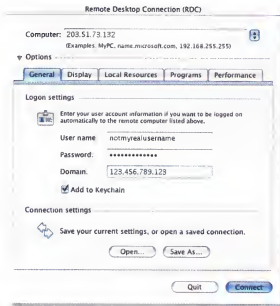 Remote Desktop Connection (RDC)
Computer: 203.51.73.132
(Examples: MyPC, name.microsoft.com, 192.168.255.255)
Options
General Display Local Resources Programs Performance
Logon settings
Enter your user account information if you want to be logged on
automatically to the remote computer listed above.
User name notmyrealusername
Password: •••••••••••••
Domain: 123.456.789.123
Add to Keychain
Connection settings
Save your current settings, or open a saved connection.
Open... Save As...
Quit Connect